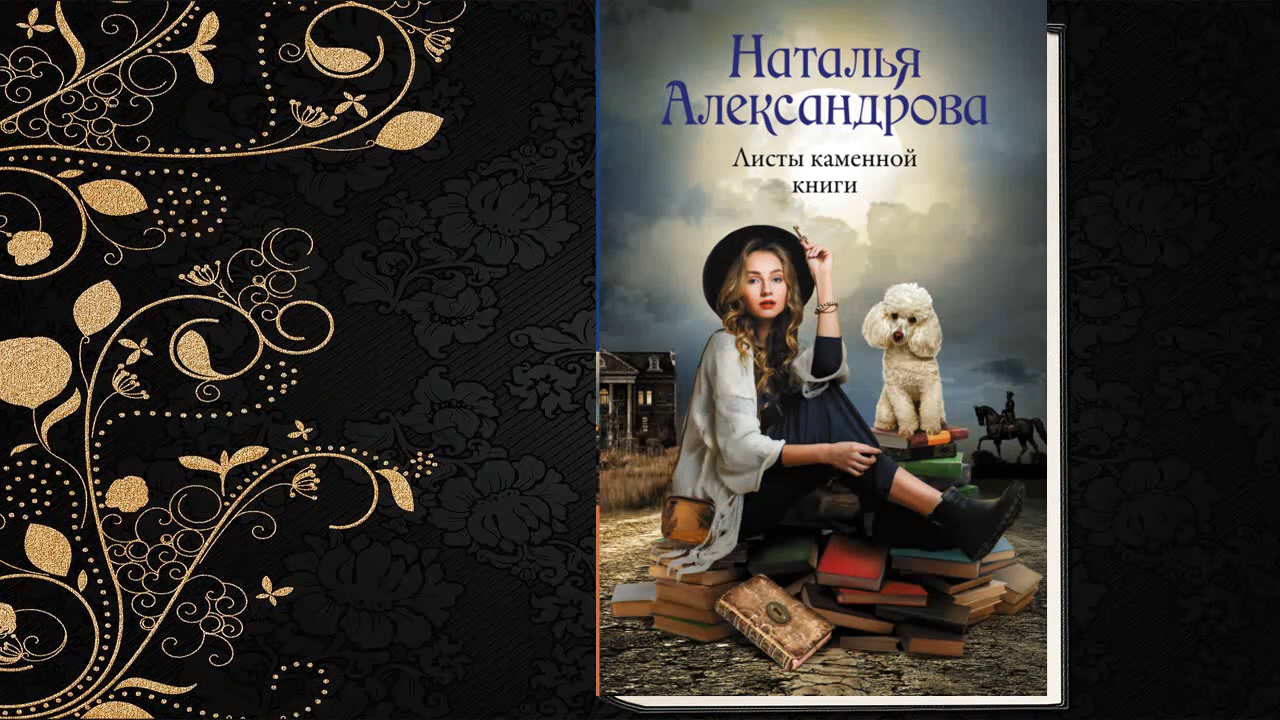 Наталья
Александрова
Листы каменной
книги